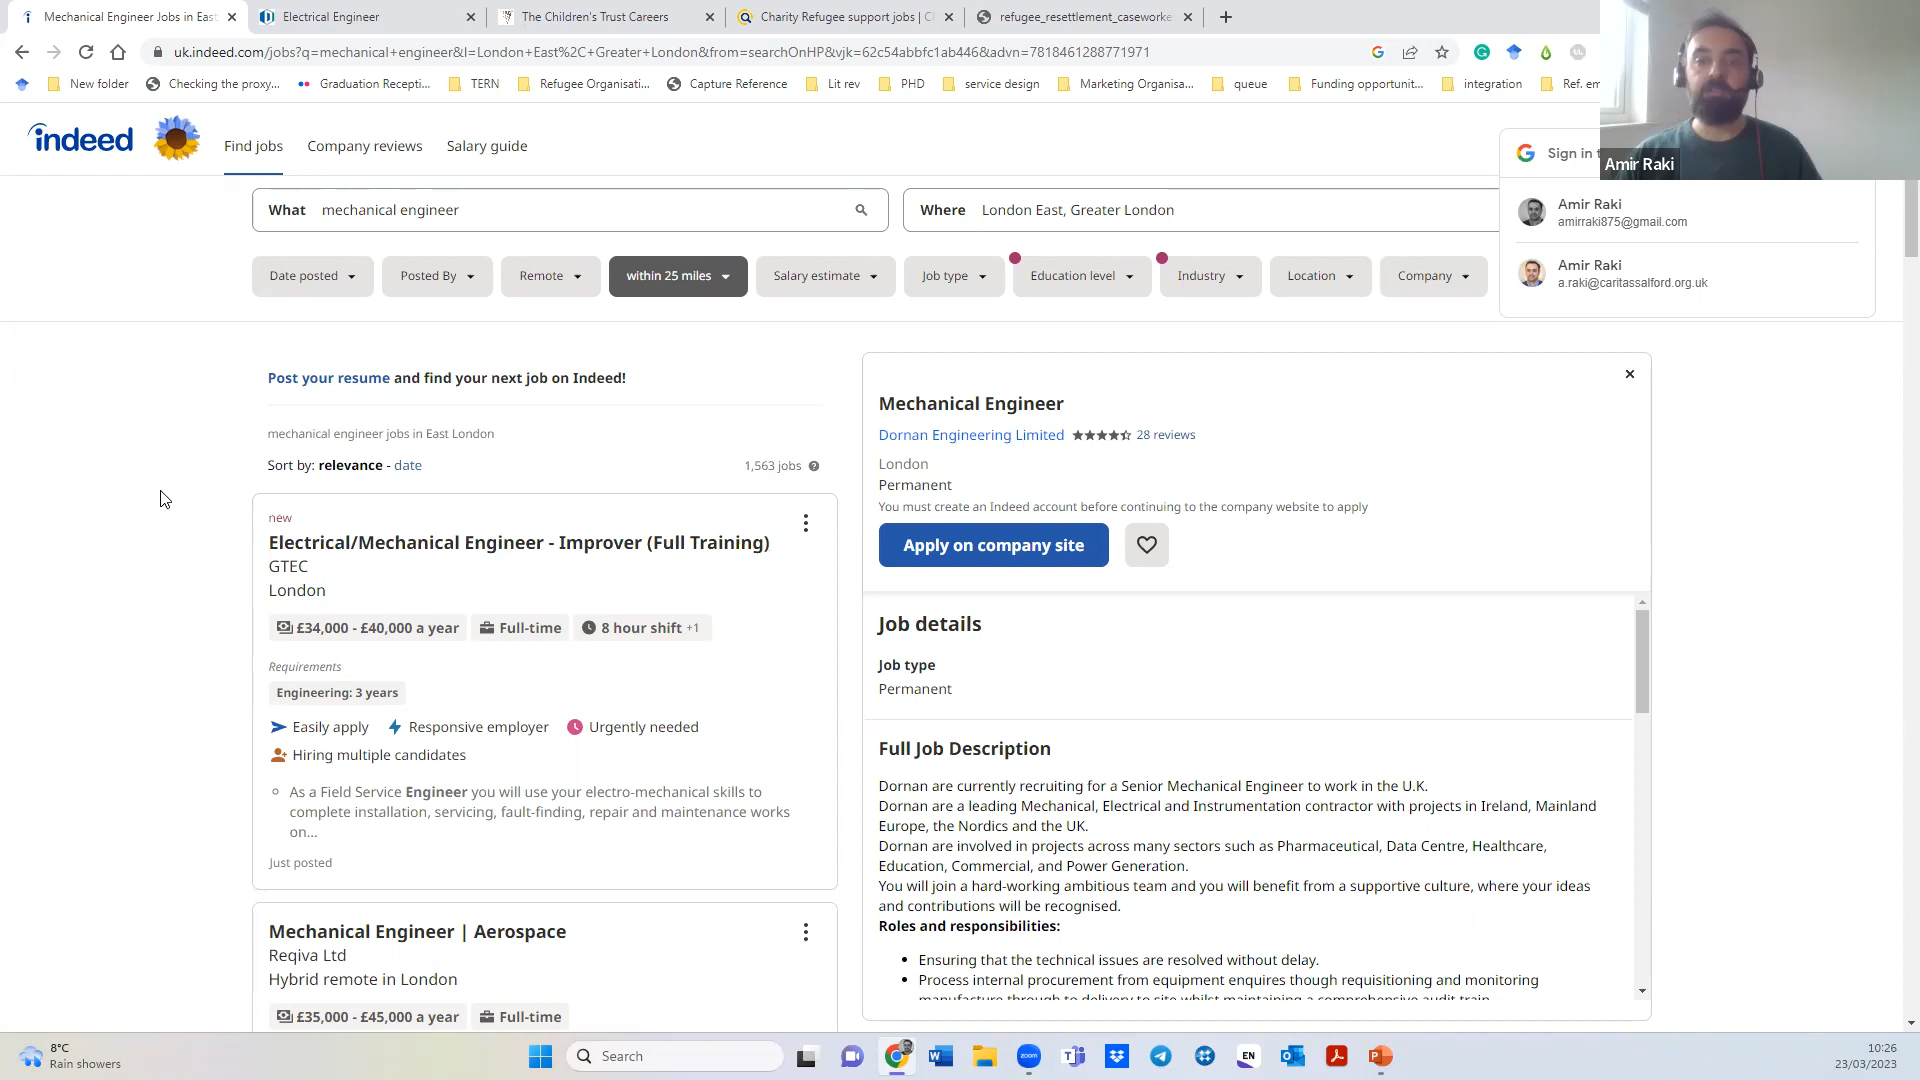 Mechanical Engineer Jobs in East
Electrical Engineer
The Children's Trust Careers
Charity Refugee support jobs | C
refugee_resettlement_caseworke
uk.indeed.com/jobs?q=mechanical+engineer&l=London+East%2C+Greater+London&from=searchOnHP&vjk=62c54abbfc1ab446&advn=7818461288771971
New folder
Checking the proxy...
Graduation Recepti...
TERN
Refugee Organisati...
Capture Reference
Lit rev
PHD
service design
Marketing Organisa...
queue
Funding opportunit...
integration
Ref. em
indeed
Find jobs
Company reviews
Salary guide
Sign in t
Amir Raki
Amir Raki
amirraki875@gmail.com
Amir Raki
a.raki@caritassalford.org.uk
What mechanical engineer
Where London East, Greater London
Date posted
Posted By
Remote
within 25 miles
Salary estimate
Job type
Education level
Industry
Location
Company
Post your resume and find your next job on Indeed!
mechanical engineer jobs in East London
Sort by: relevance - date
1,563 jobs
new
Electrical/Mechanical Engineer - Improver (Full Training)
GTEC
London
£34,000 - £40,000 a year
Full-time
8 hour shift +1
Requirements
Engineering: 3 years
Easily apply
Responsive employer
Urgently needed
Hiring multiple candidates
As a Field Service Engineer you will use your electro-mechanical skills to
complete installation, servicing, fault-finding, repair and maintenance works
on...
Just posted
Mechanical Engineer | Aerospace
Reqiva Ltd
Hybrid remote in London
£35,000 - £45,000 a year
Full-time
Mechanical Engineer
Dornan Engineering Limited
28 reviews
London
Permanent
You must create an Indeed account before continuing to the company website to apply
Apply on company site
Job details
Job type
Permanent
Full Job Description
Dornan are currently recruiting for a Senior Mechanical Engineer to work in the U.K.
Dornan are a leading Mechanical, Electrical and Instrumentation contractor with projects in Ireland, Mainland
Europe, the Nordics and the UK.
Dornan are involved in projects across many sectors such as Pharmaceutical, Data Centre, Healthcare,
Education, Commercial, and Power Generation.
You will join a hard-working ambitious team and you will benefit from a supportive culture, where your ideas
and contributions will be recognised.
Roles and responsibilities:
Ensuring that the technical issues are resolved without delay.
Process internal procurement from equipment enquires though requisitioning and monitoring
manufacture through to delivery to site whilst maintaining a comprehensive audit train
8°C
Rain showers
Search
zoom
EN
10:26
23/03/2023